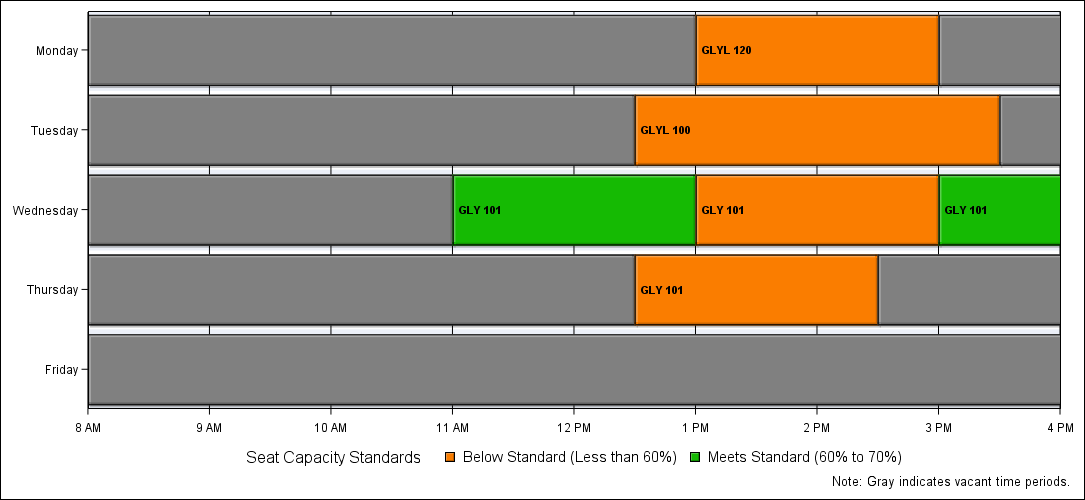 Monday
GLYL 120
Tuesday
GLYL 100
Wednesday
GLY 101 GLY 101 GLY 101
Thursday
GLY 101
Friday
8 AM 9 AM 10 AM 11 AM 12 PM 1 PM 2 PM 3 PM 4 PM
Seat Capacity Standards Below Standard (Less than 60%) Meets Standard (60% to 70%)
Note: Gray indicates vacant time periods.